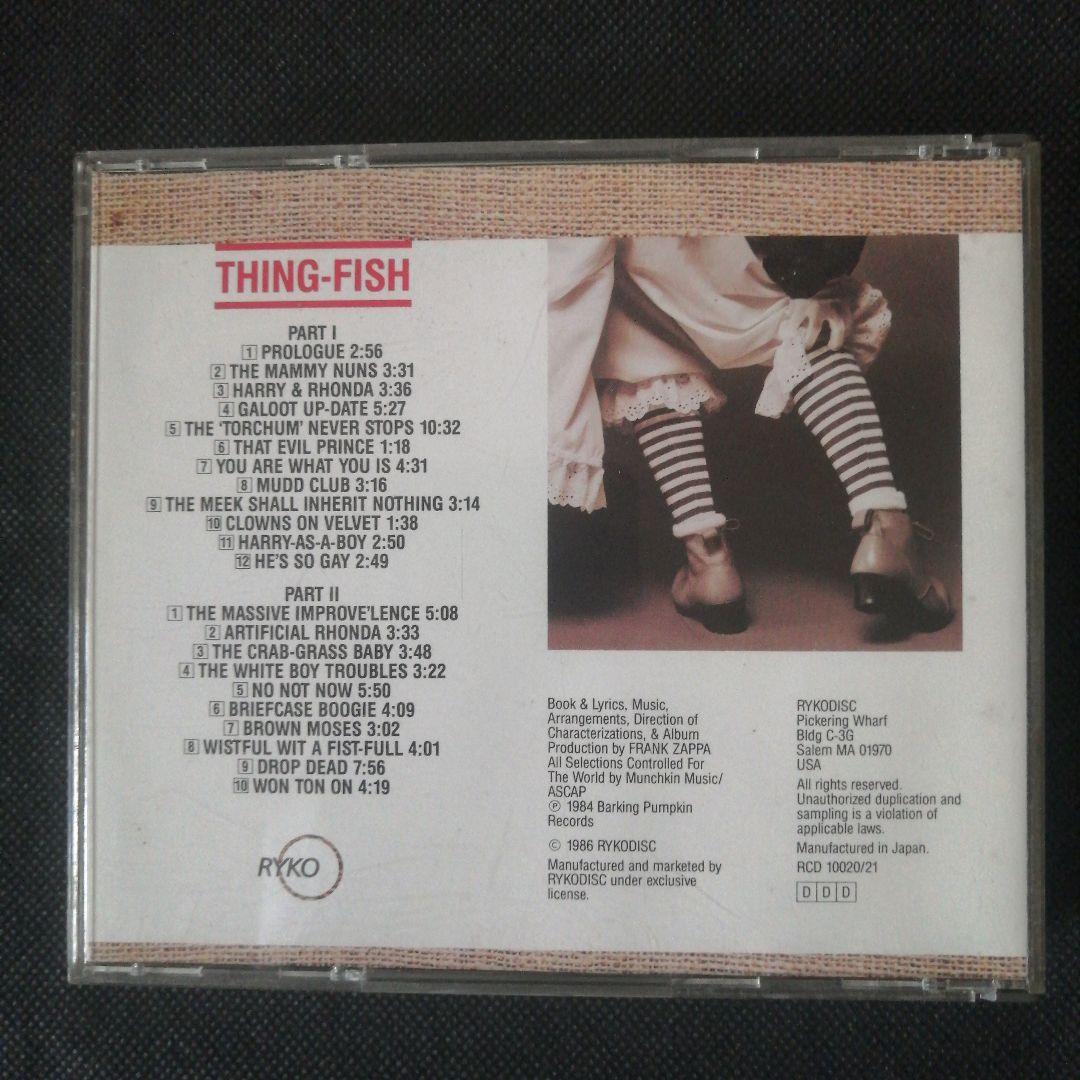 THING-FISH
PART I
1 PROLOGUE 2:56
2 THE MAMMY NUNS 3:31
3 HARRY & RHONDA 3:36
4 GALOOT UP-DATE 5:27
5 THE 'TORCHUM' NEVER STOPS 10:32
6 THAT EVIL PRINCE 1:18
7 YOU ARE WHAT YOU IS 4:31
8 MUDD CLUB 3:16
9 THE MEEK SHALL INHERIT NOTHING 3:14
10 CLOWNS ON VELVET 1:38
11 HARRY-AS-A-BOY 2:50
12 HE'S SO GAY 2:49
PART II
1 THE MASSIVE IMPROVE'LENCE 5:08
2 ARTIFICIAL RHONDA 3:33
3 THE CRAB-GRASS BABY 3:48
4 THE WHITE BOY TROUBLES 3:22
5 NO NOT NOW 5:50
6 BRIEFCASE BOOGIE 4:09
7 BROWN MOSES 3:02
8 WISTFUL WIT A FIST-FULL 4:01
9 DROP DEAD 7:56
10 WON TON ON 4:19
RYKO
Book & Lyrics, Music,
Arrangements, Direction of
Characterizations, & Album
Production by FRANK ZAPPA
All Selections Controlled For
The World by Munchkin Music/
ASCAP
℗ 1984 Barking Pumpkin
Records
© 1986 RYKODISC
Manufactured and marketed by
RYKODISC under exclusive
license.
RYKODISC
Pickering Wharf
Bldg C-3G
Salem MA 01970
USA
All rights reserved.
Unauthorized duplication and
sampling is a violation of
applicable laws.
Manufactured in Japan.
RCD 10020/21
D D D